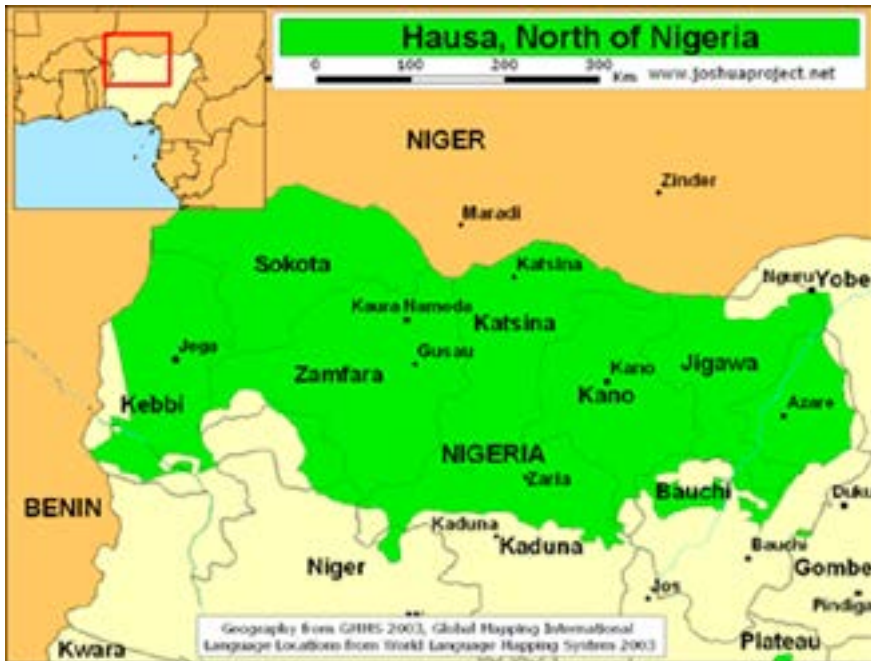 Hausa, North of Nigeria
0 100 200 300 Km www.joshuaproject.net
NIGER
Zinder
Maradi
Katsina
Sokota
Nguru Yobe
Kaura Namoda
Katsina
Jega
Gusau
Zamfara
Kano
Jigawa
Kano
Kebbi
Azare
NIGERIA
Zaria
Bauchi
BENIN
Duku
Kaduna
Kaduna
Bauchi
Niger
Gombe
Jos
Pindiga
Geography from GMMS 2003, Global Mapping International
Language Locations from World Language Mapping System 2003
Kwara
Plateau